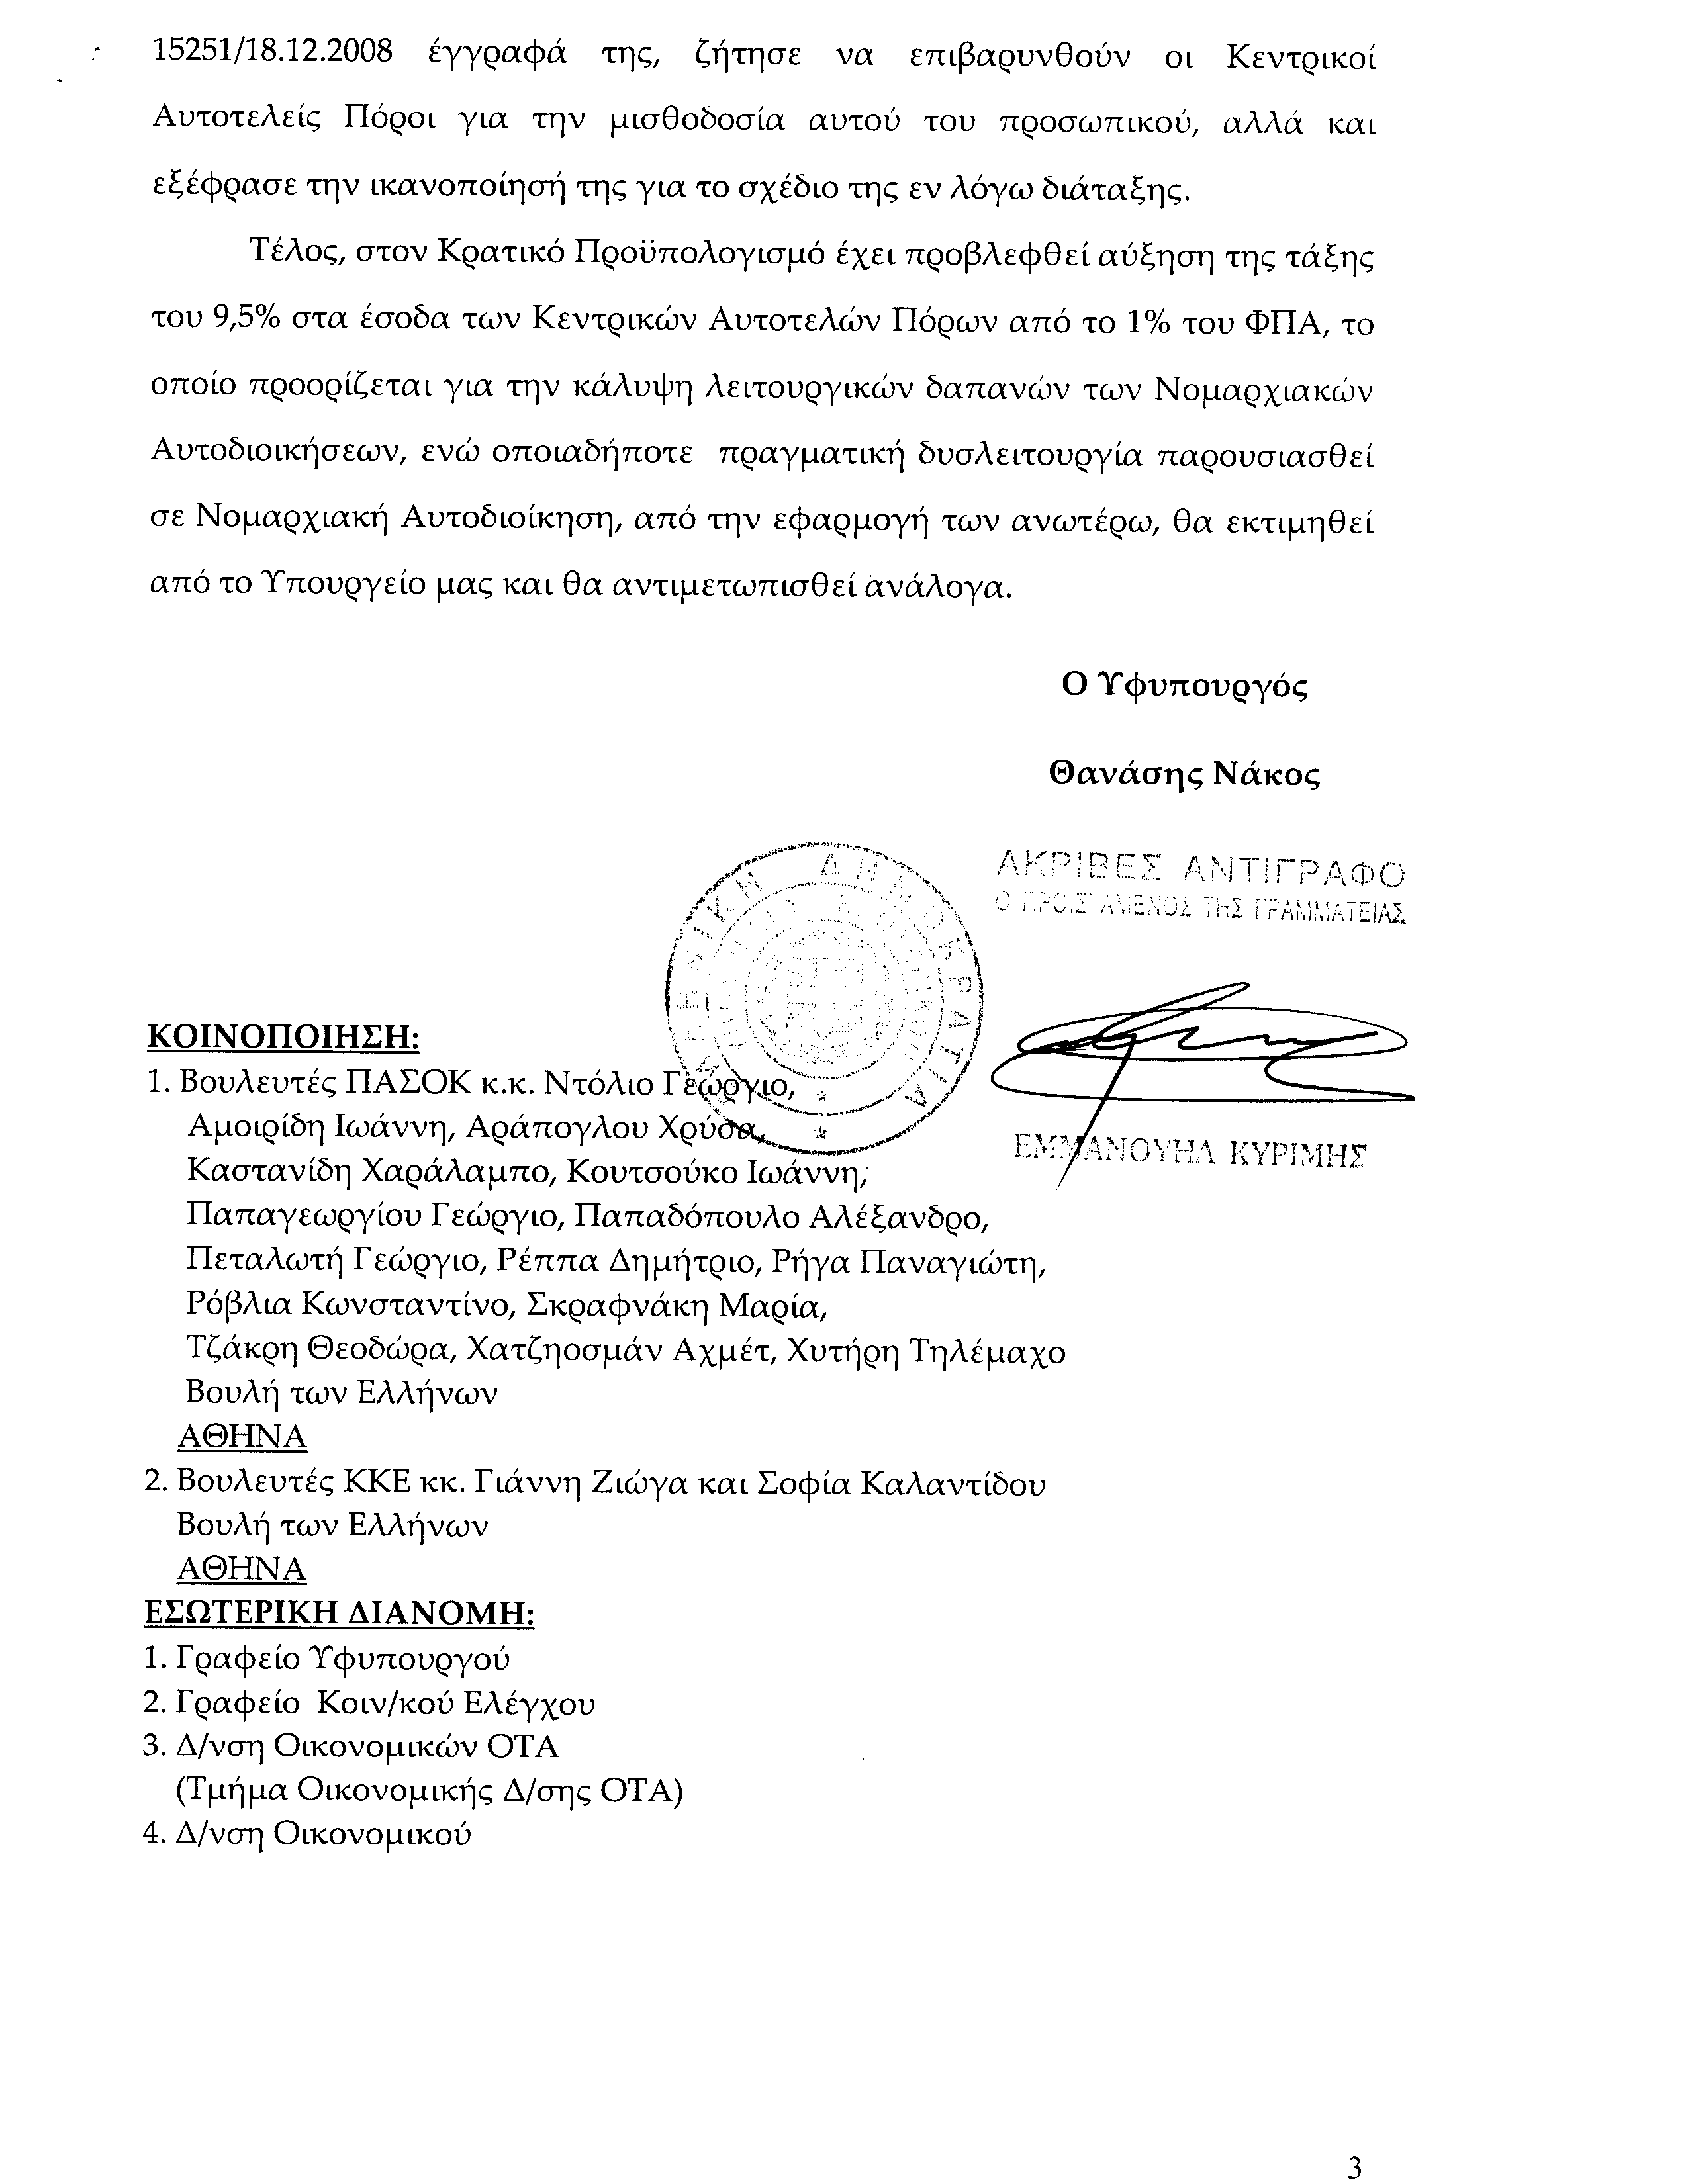 15251/18.12.2008 έγγραφά της, ζήτησε να επιβαρυνθούν οι Κεντρικοί
Αυτοτελείς Πόροι για την μισθοδοσία αυτού του προσωπικού, αλλά και
εξέφρασε την ικανοποίησή της για το σχέδιο της εν λόγω διάταξης.
Τέλος, στον Κρατικό Προϋπολογισμό έχει προβλεφθεί αύξηση της τάξης
του 9,5% στα έσοδα των Κεντρικών Αυτοτελών Πόρων από το 1% του ΦΠΑ, το
οποίο προορίζεται για την κάλυψη λειτουργικών δαπανών των Νομαρχιακών
Αυτοδιοικήσεων, ενώ οποιαδήποτε πραγματική δυσλειτουργία παρουσιασθεί
σε Νομαρχιακή Αυτοδιοίκηση, από την εφαρμογή των ανωτέρω, θα εκτιμηθεί
από το Υπουργείο μας και θα αντιμετωπισθεί ανάλογα.
Ο Υφυπουργός
Θανάσης Νάκος
ΑΚΡΙΒΕΣ ΑΝΤΙΓΡΑΦΟ
Ο ΠΡΟΪΣΤΑΜΕΝΟΣ ΤΗΣ ΓΡΑΜΜΑΤΕΙΑΣ
ΕΛΛΗΝΙΚΗ ΔΗΜΟΚΡΑΤΙΑ
ΕΜΜΑΝΟΥΗΛ ΚΥΡΙΜΗΣ
ΚΟΙΝΟΠΟΙΗΣΗ:
1. Βουλευτές ΠΑΣΟΚ κ.κ. Ντόλιο Γεώργιο,
Αμοιρίδη Ιωάννη, Αράπογλου Χρύσα,
Καστανίδη Χαράλαμπο, Κουτσούκο Ιωάννη,
Παπαγεωργίου Γεώργιο, Παπαδόπουλο Αλέξανδρο,
Πεταλωτή Γεώργιο, Ρέππα Δημήτριο, Ρήγα Παναγιώτη,
Ρόβλια Κωνσταντίνο, Σκραφνάκη Μαρία,
Τζάκρη Θεοδώρα, Χατζηοσμάν Αχμέτ, Χυτήρη Τηλέμαχο
Βουλή των Ελλήνων
ΑΘΗΝΑ
2. Βουλευτές ΚΚΕ κκ. Γιάννη Ζιώγα και Σοφία Καλαντίδου
Βουλή των Ελλήνων
ΑΘΗΝΑ
ΕΣΩΤΕΡΙΚΗ ΔΙΑΝΟΜΗ:
1. Γραφείο Υφυπουργού
2. Γραφείο Κοιν/κού Ελέγχου
3. Δ/νση Οικονομικών ΟΤΑ
(Τμήμα Οικονομικής Δ/σης ΟΤΑ)
4. Δ/νση Οικονομικού
3